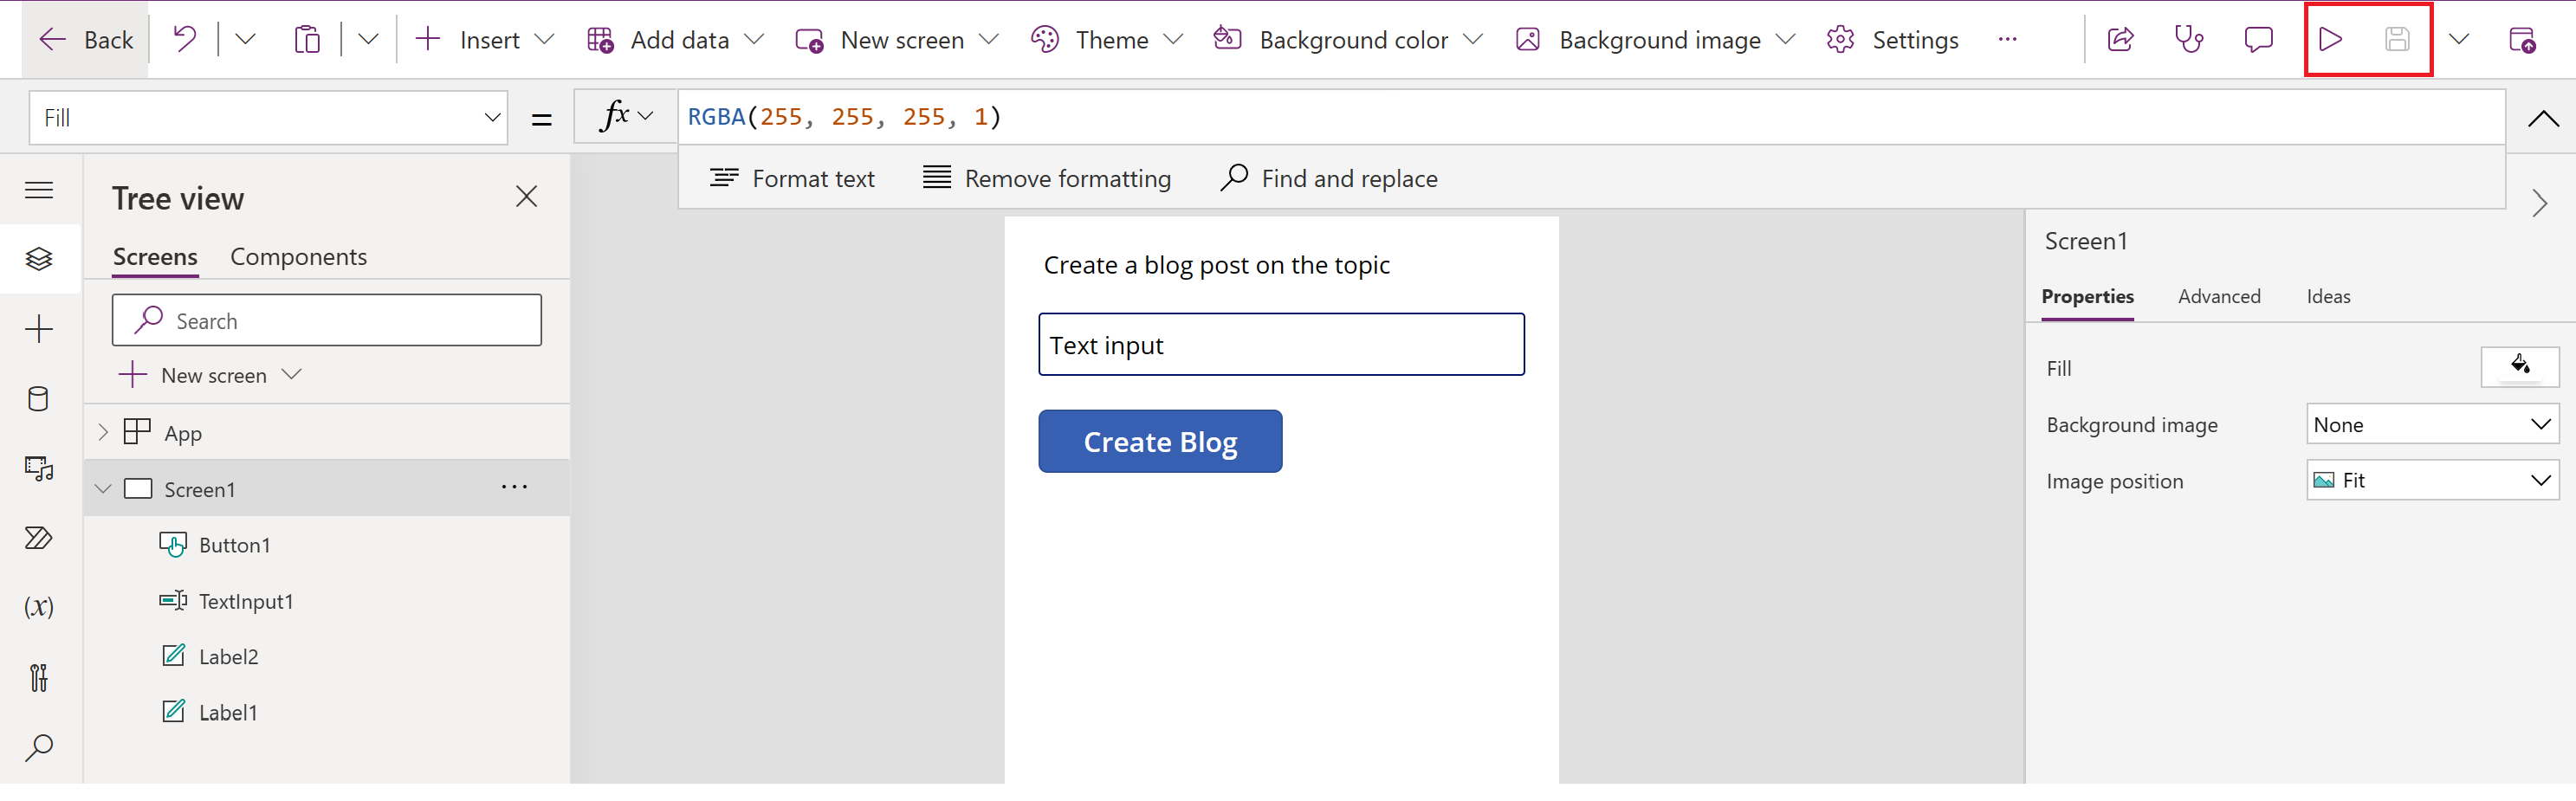 Back Insert Add data New screen Theme Background color Background image Settings ...
Fill = fx RGBA(255, 255, 255, 1)
Format text Remove formatting Find and replace
Tree view
Screens Components
Search
New screen
App
Screen1 ...
Button1
TextInput1
Label2
Label1
(x)
Create a blog post on the topic
Text input
Create Blog
Screen1
Properties Advanced Ideas
Fill
Background image None
Image position Fit